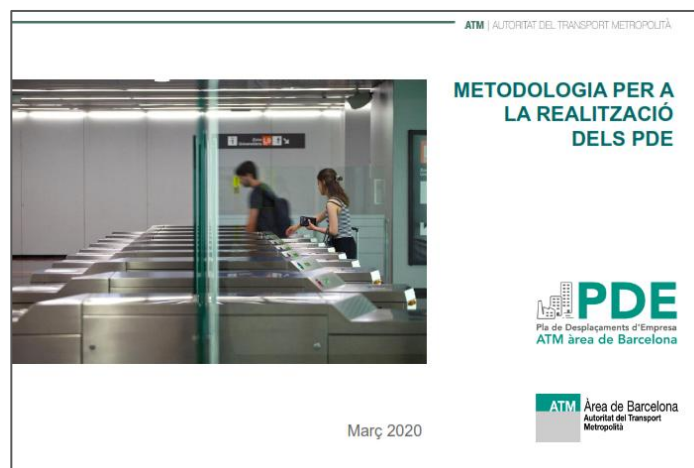 ATM | AUTORITAT DEL TRANSPORT METROPOLITÀ
METODOLOGIA PER A
LA REALITZACIÓ
DELS PDE
PDE
Pla de Desplaçaments d'Empresa
ATM àrea de Barcelona
ATM Àrea de Barcelona
Autoritat del Transport
Metropolità
Març 2020